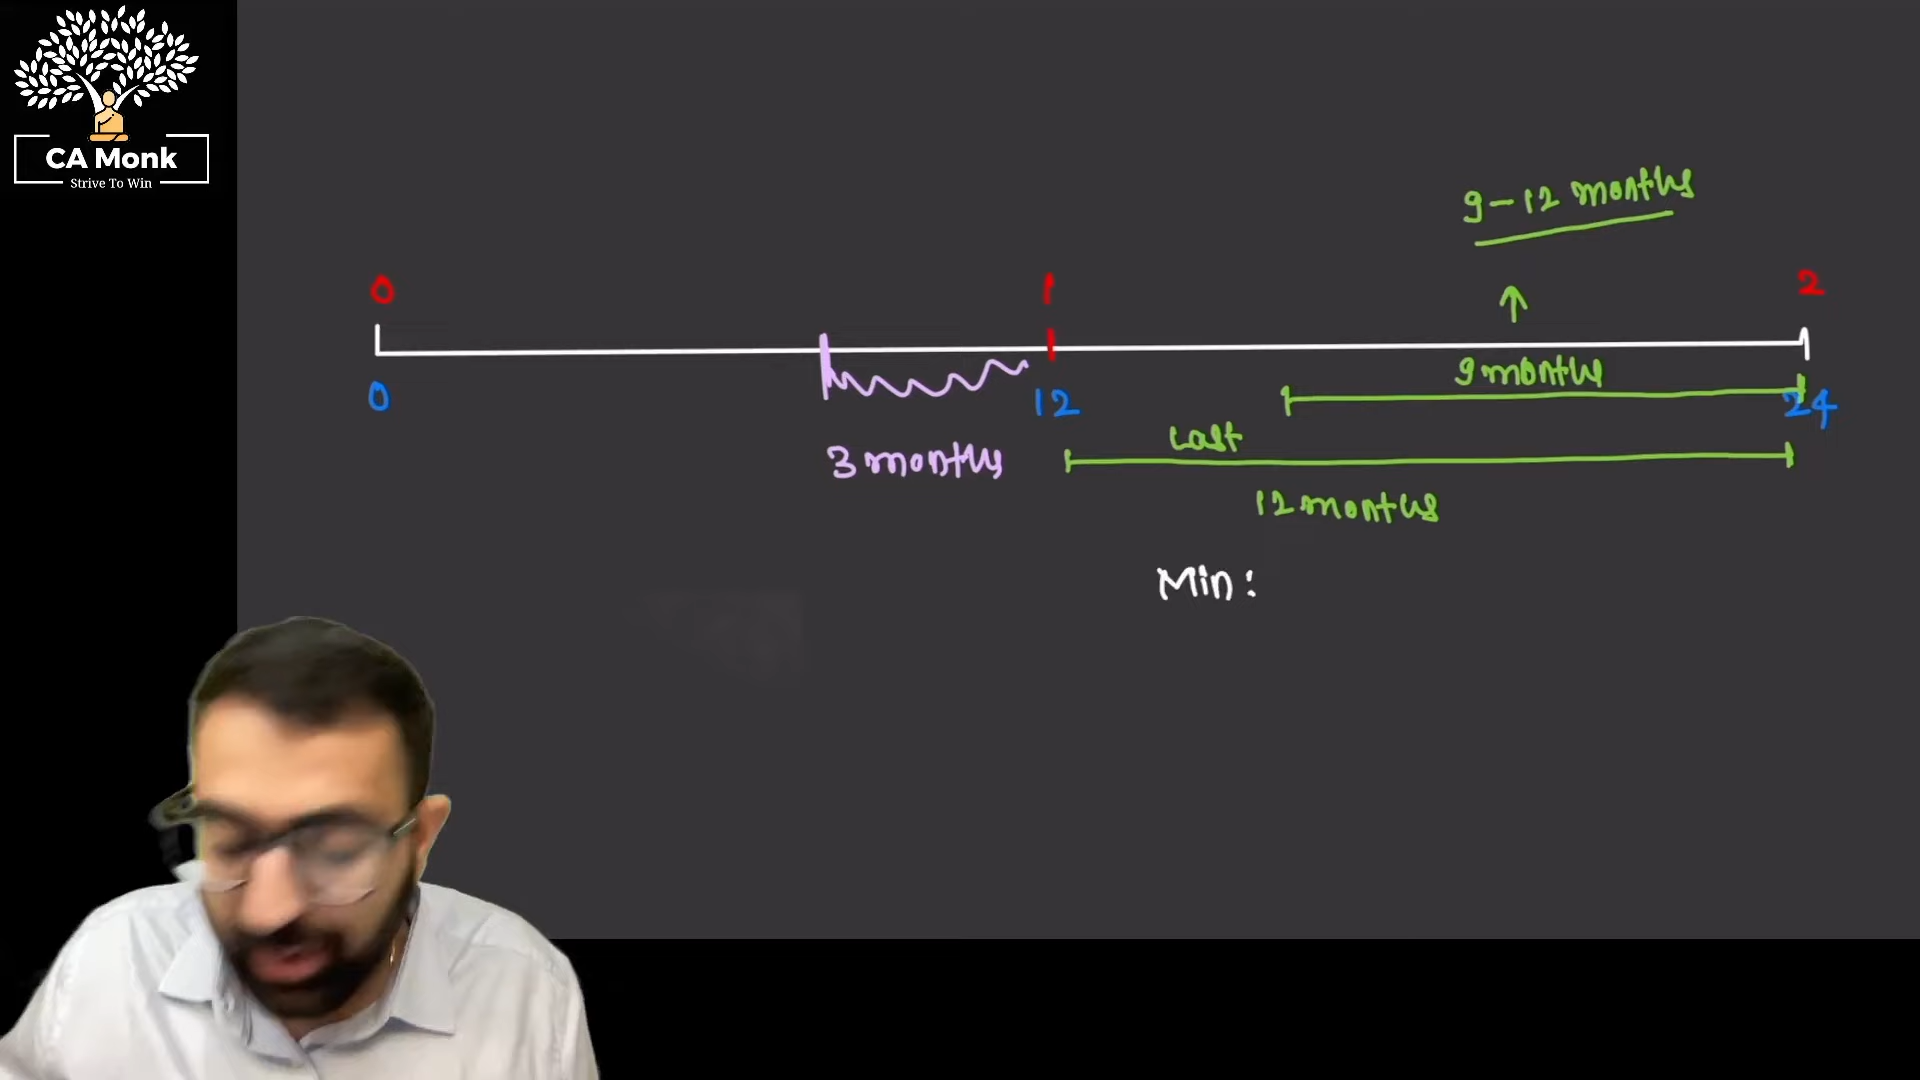 CA Monk
Strive To Win
9-12 months
0
1
2
9 months
0
12
24
Last
3 months
12 months
Min: